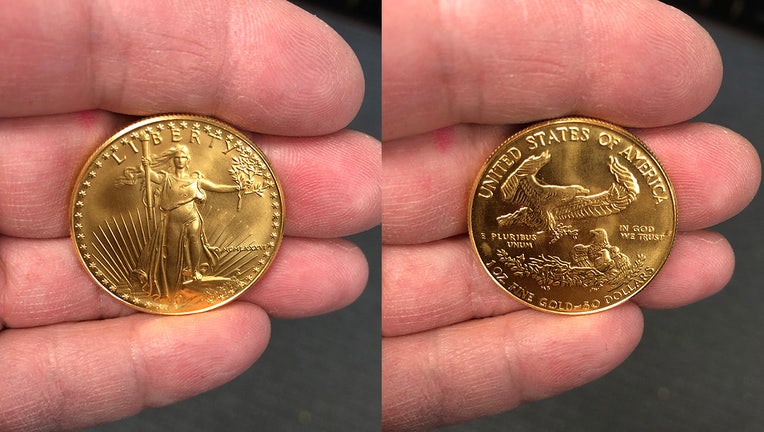 LIBERTY
UNITED STATES OF AMERICA
E PLURIBUS
UNUM
IN GOD
WE TRUST
1 OZ. FINE GOLD~50 DOLLARS